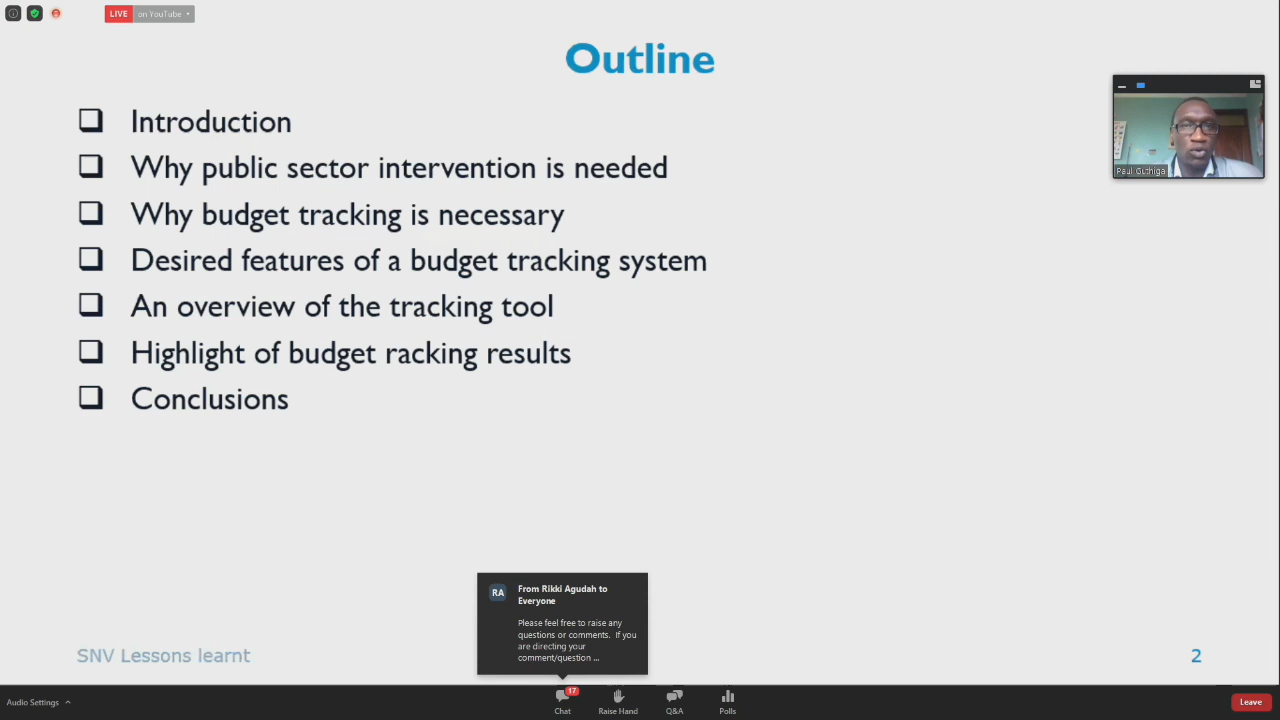 LIVE on YouTube
Outline
Introduction
Why public sector intervention is needed
Why budget tracking is necessary
Desired features of a budget tracking system
An overview of the tracking tool
Highlight of budget racking results
Conclusions
Paul Guthiga
RA
From Rikki Agudah to
Everyone
Please feel free to raise any
questions or comments. If you
are directing your
comment/question ...
SNV Lessons learnt
2
Audio Settings
17
Chat
Raise Hand
Q&A
Polls
Leave